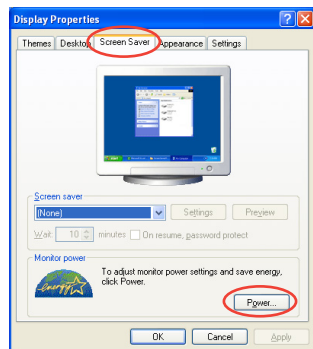 Display Properties
Themes Desktop Screen Saver Appearance Settings
Screen saver
(None) Settings Preview
Wait: 10 minutes On resume, password protect
Monitor power
To adjust monitor power settings and save energy,
click Power.
energy
Power...
OK Cancel Apply